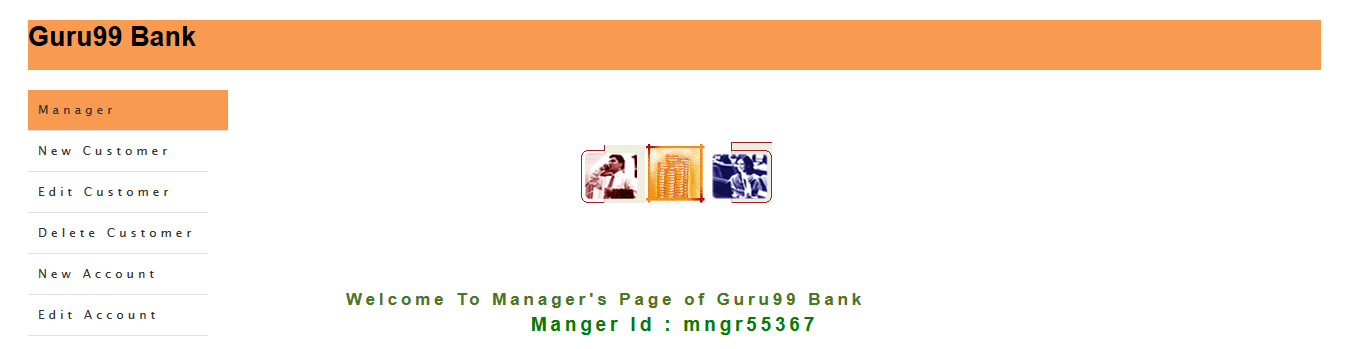 Guru99 Bank
Manager
New Customer
Edit Customer
Delete Customer
New Account
Edit Account
Welcome To Manager's Page of Guru99 Bank
Manger Id : mngr55367